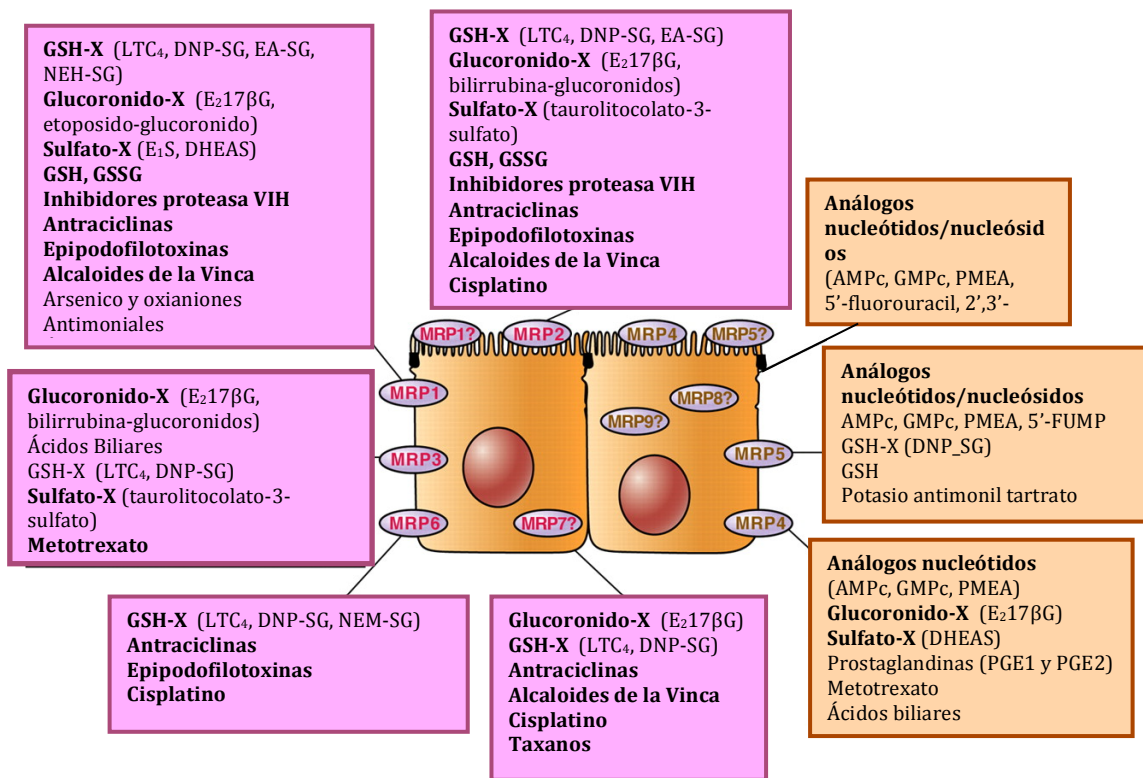 GSH-X (LTC₄, DNP-SG, EA-SG,
NEH-SG)
Glucoronido-X (E₂17βG,
etoposido-glucoronido)
Sulfato-X (E₁S, DHEAS)
GSH, GSSG
Inhibidores proteasa VIH
Antraciclinas
Epipodofilotoxinas
Alcaloides de la Vinca
Arsenico y oxianiones
Antimoniales
GSH-X (LTC₄, DNP-SG, EA-SG)
Glucoronido-X (E₂17βG,
bilirrubina-glucoronidos)
Sulfato-X (taurolitocolato-3-
sulfato)
GSH, GSSG
Inhibidores proteasa VIH
Antraciclinas
Epipodofilotoxinas
Alcaloides de la Vinca
Cisplatino
Análogos
nucleótidos/nucleósid
os
(AMPc, GMPc, PMEA,
5’-fluorouracil, 2’,3’-
MRP1?
MRP2
MRP4
MRP5?
MRP1
MRP8?
MRP9?
MRP3
MRP5
MRP6
MRP7?
MRP4
Glucoronido-X (E₂17βG,
bilirrubina-glucoronidos)
Ácidos Biliares
GSH-X (LTC₄, DNP-SG)
Sulfato-X (taurolitocolato-3-
sulfato)
Metotrexato
Análogos
nucleótidos/nucleósidos
AMPc, GMPc, PMEA, 5’-FUMP
GSH-X (DNP_SG)
GSH
Potasio antimonil tartrato
GSH-X (LTC₄, DNP-SG, NEM-SG)
Antraciclinas
Epipodofilotoxinas
Cisplatino
Glucoronido-X (E₂17βG)
GSH-X (LTC₄, DNP-SG)
Antraciclinas
Alcaloides de la Vinca
Cisplatino
Taxanos
Análogos nucleótidos
(AMPc, GMPc, PMEA)
Glucoronido-X (E₂17βG)
Sulfato-X (DHEAS)
Prostaglandinas (PGE1 y PGE2)
Metotrexato
Ácidos biliares